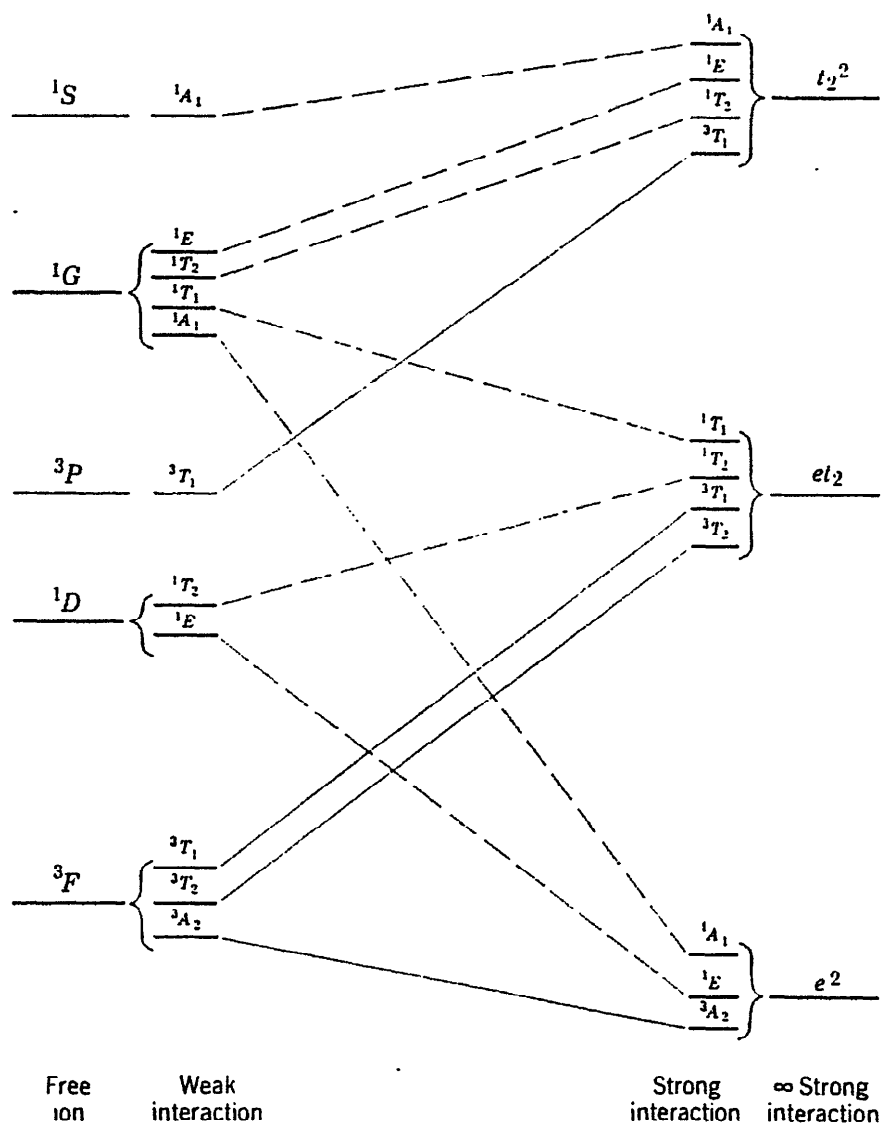 ¹A₁
¹E
¹T₂
³T₁
t₂²
¹S
¹A₁
¹E
¹T₂
¹G
¹T₁
¹A₁
¹T₁
¹T₂
³T₁
³T₂
et₂
³P
³T₁
¹D
¹T₂
¹E
³T₁
³F
³T₂
³A₂
¹A₁
¹E
³A₂
e²
Free
ion
Weak
interaction
Strong
interaction
∞ Strong
interaction